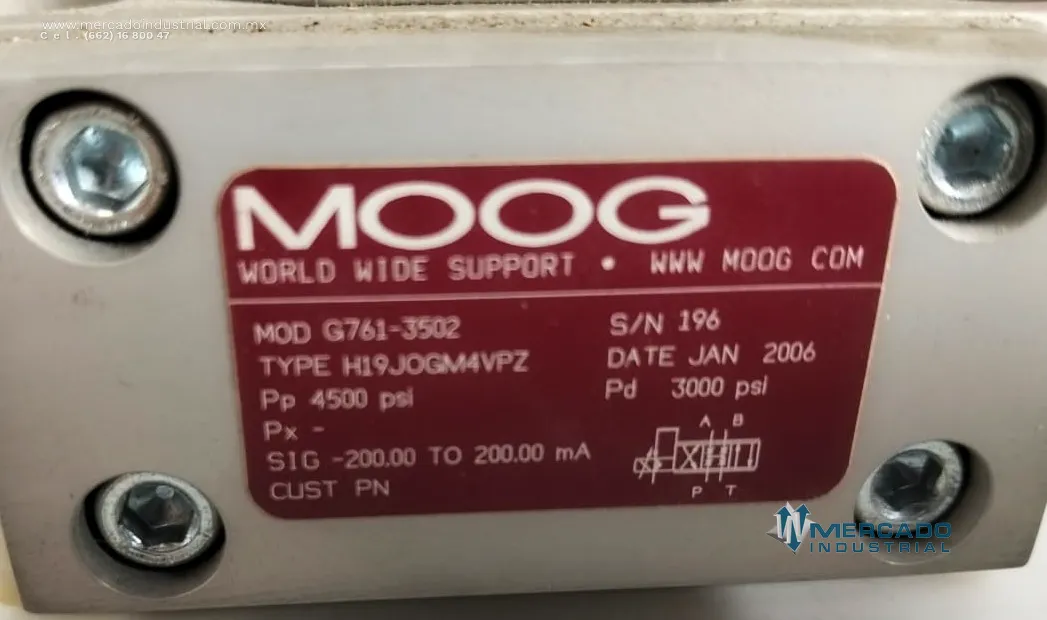 www.mercadoindustrial.com.mx
Cel. (662) 16 800 47
MOOG
WORLD WIDE SUPPORT • WWW MOOG COM
MOD G761-3502
S/N 196
TYPE H19JOGM4VPZ
DATE JAN 2006
Pp 4500 psi
Pd 3000 psi
Px -
SIG -200.00 TO 200.00 mA
CUST PN
A B
P T
MERCADO
INDUSTRIAL